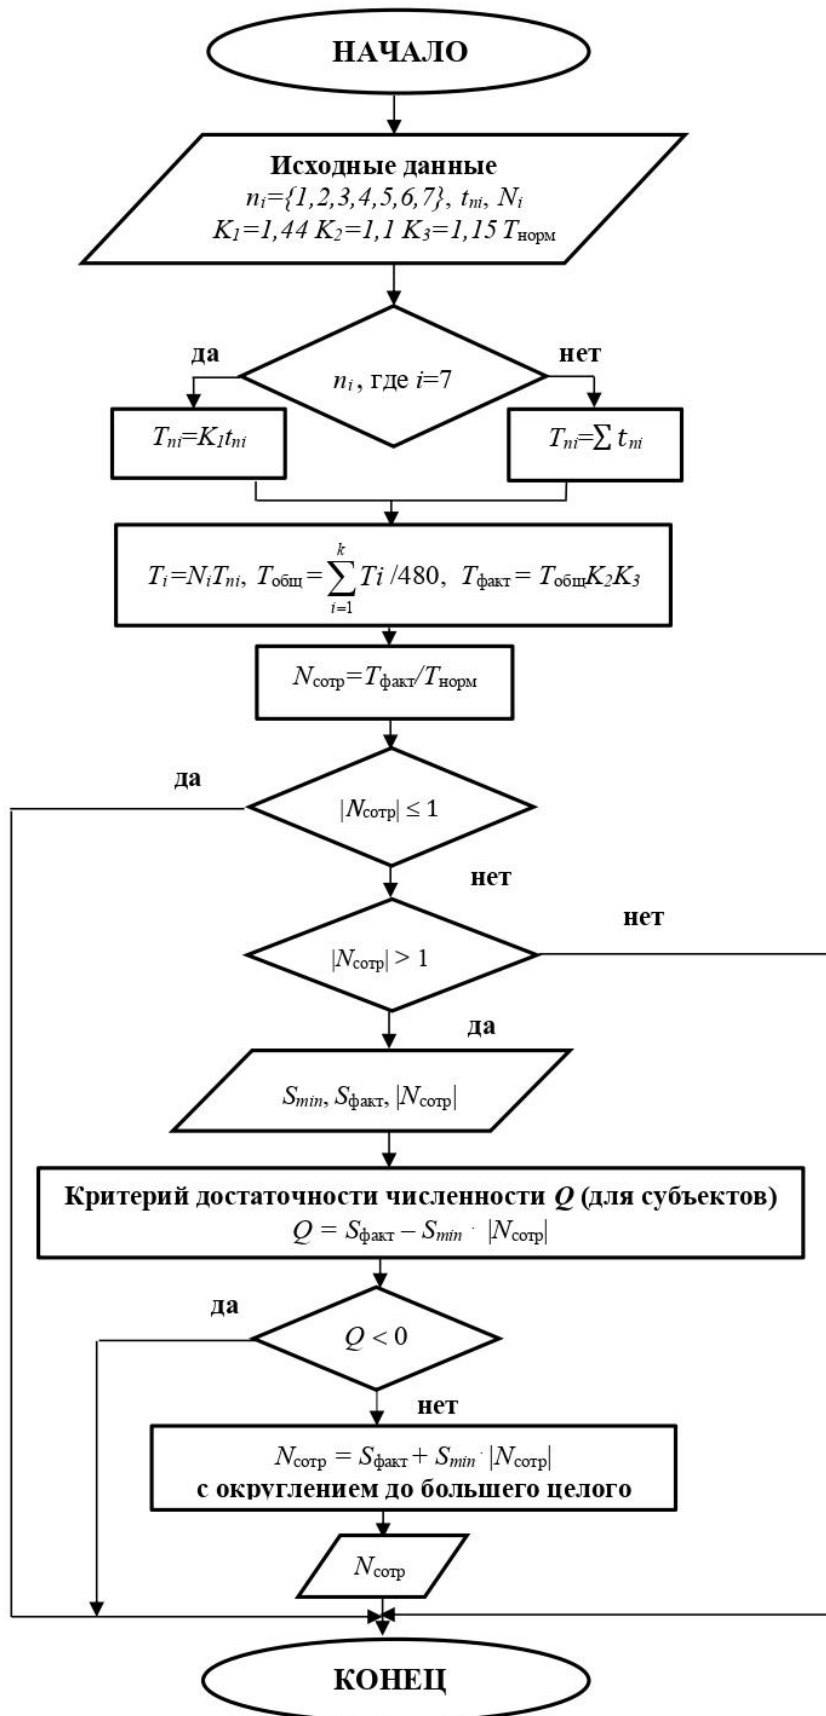 НАЧАЛО
Исходные данные
nᵢ={1,2,3,4,5,6,7}, tₙᵢ, Nᵢ
K₁=1,44 K₂=1,1 K₃=1,15 Tнорм
да
нет
nᵢ , где i=7
Tₙᵢ=K₁tₙᵢ
Tₙᵢ=∑ tₙᵢ
Tᵢ=NᵢTₙᵢ, Tобщ = ∑ᵢ₌₁ᵏ Ti /480, Tфакт = TобщK₂K₃
Nсотр=Tфакт/Tнорм
да
|Nсотр| ≤ 1
нет
нет
|Nсотр| > 1
да
Smin, Sфакт, |Nсотр|
Критерий достаточности численности Q (для субъектов)
Q = Sфакт – Smin · |Nсотр|
да
Q < 0
нет
Nсотр = Sфакт + Smin · |Nсотр|
с округлением до большего целого
Nсотр
КОНЕЦ